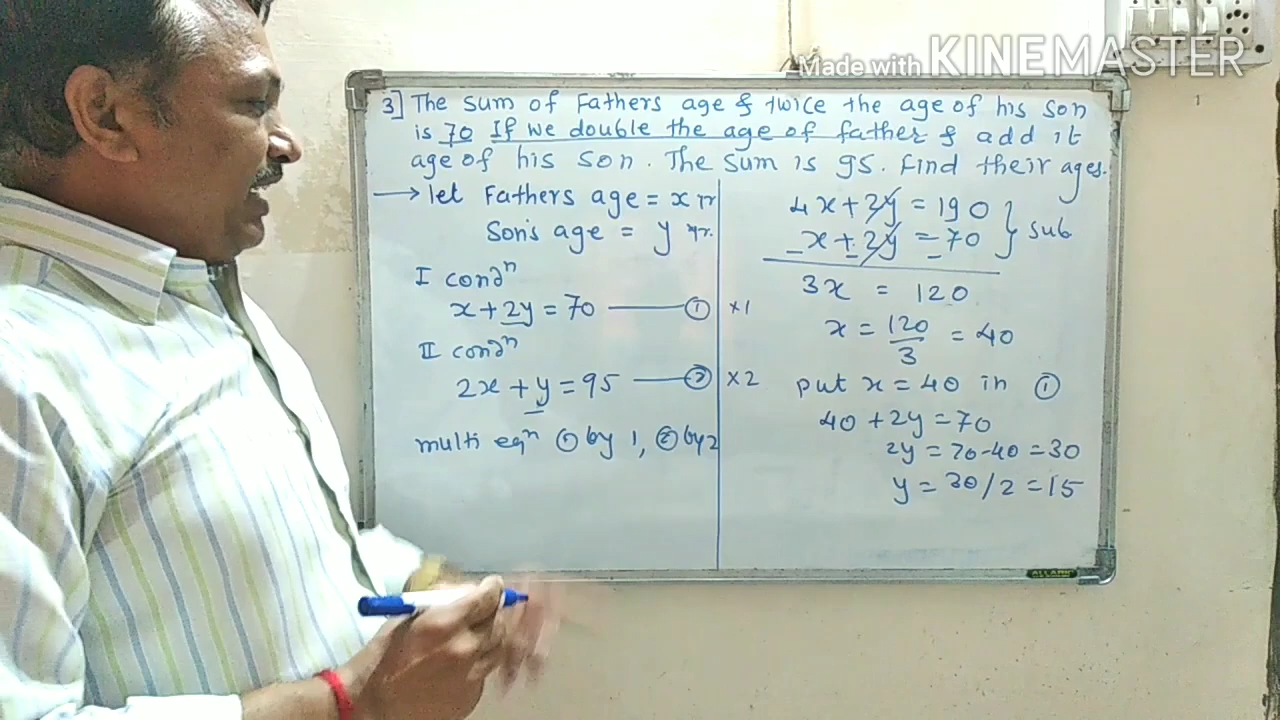 Made with KINEMASTER
3] The sum of Fathers age & twice the age of his son
is 70 If we double the age of father & add it
age of his son. The sum is 95. Find their ages.
→ let Fathers age = x yr
Son's age = y yr.
I condⁿ
x + 2y = 70 —— ① ×1
II condⁿ
2x + y = 95 —— ② ×2
multi eqⁿ ① by 1, ② by 2
4x + 2y = 190 } sub
- x +- 2y =- 70
3x = 120
x = 120/3 = 40
put x = 40 in ①
40 + 2y = 70
2y = 70-40 = 30
y = 30/2 = 15